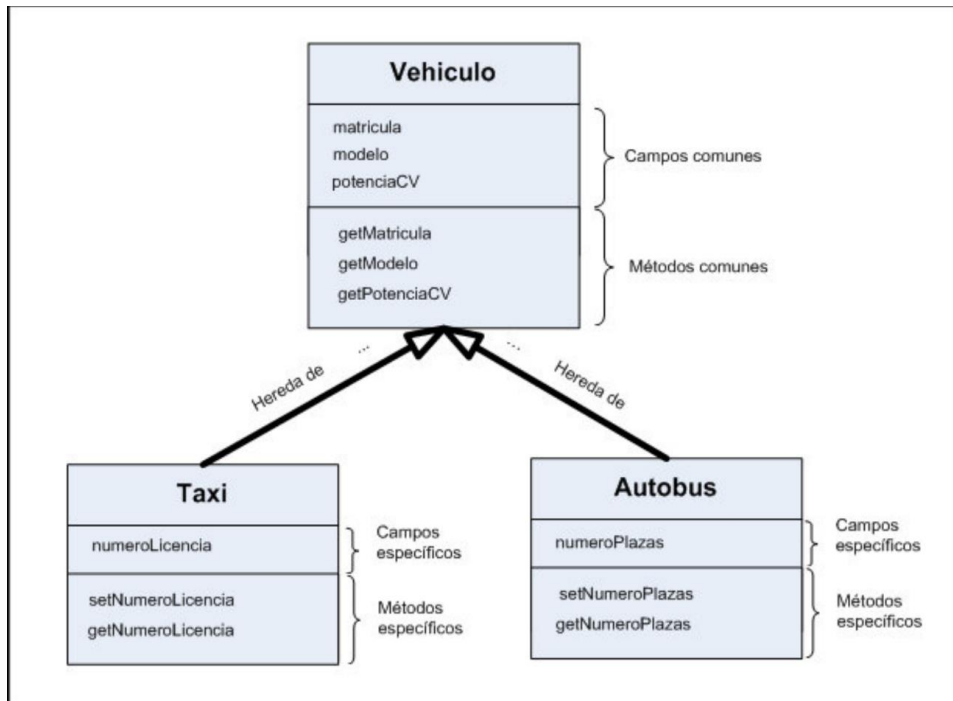 Vehiculo
matricula
modelo
potenciaCV
Campos comunes
getMatricula
getModelo
getPotenciaCV
Métodos comunes
Hereda de
...
...
Hereda de
Taxi
numeroLicencia
Campos
específicos
setNumeroLicencia
getNumeroLicencia
Métodos
específicos
Autobus
numeroPlazas
Campos
específicos
setNumeroPlazas
getNumeroPlazas
Métodos
específicos